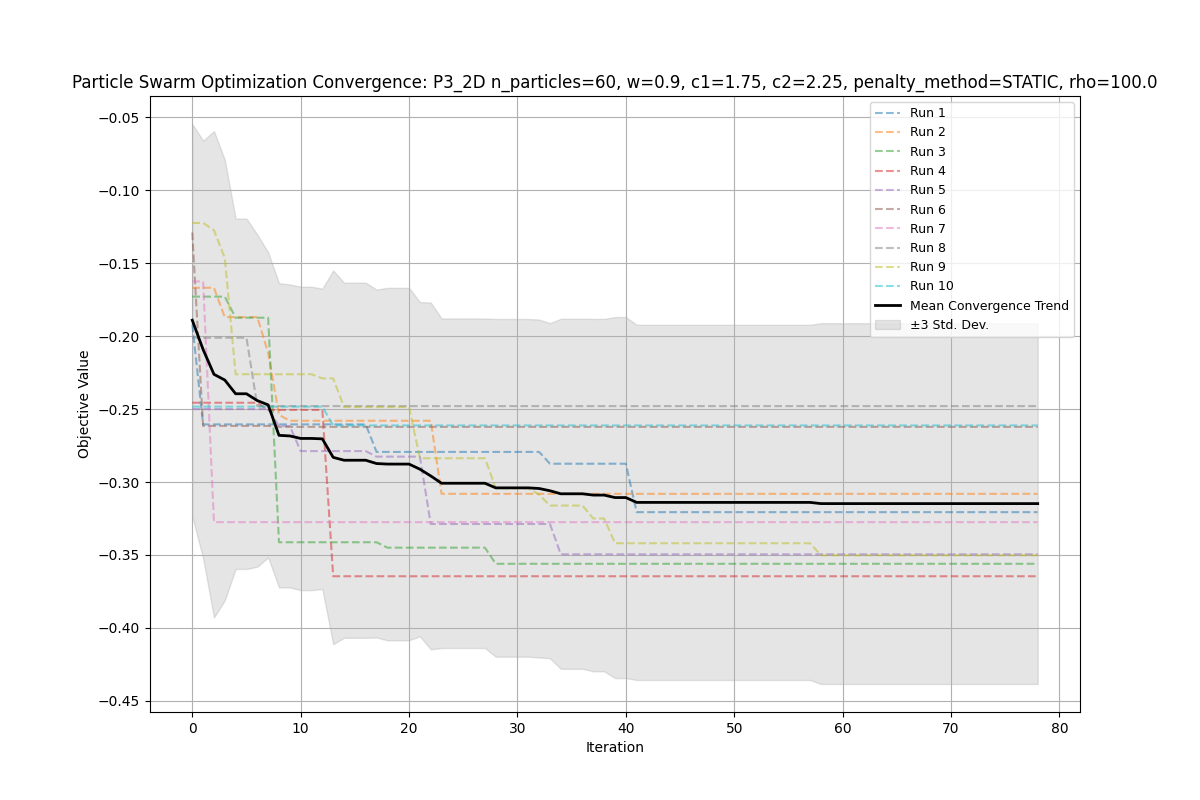 Particle Swarm Optimization Convergence: P3_2D n_particles=60, w=0.9, c1=1.75, c2=2.25, penalty_method=STATIC, rho=100.0
Objective Value
−0.05
−0.10
−0.15
−0.20
−0.25
−0.30
−0.35
−0.40
−0.45
Run 1
Run 2
Run 3
Run 4
Run 5
Run 6
Run 7
Run 8
Run 9
Run 10
Mean Convergence Trend
±3 Std. Dev.
0 10 20 30 40 50 60 70 80
Iteration